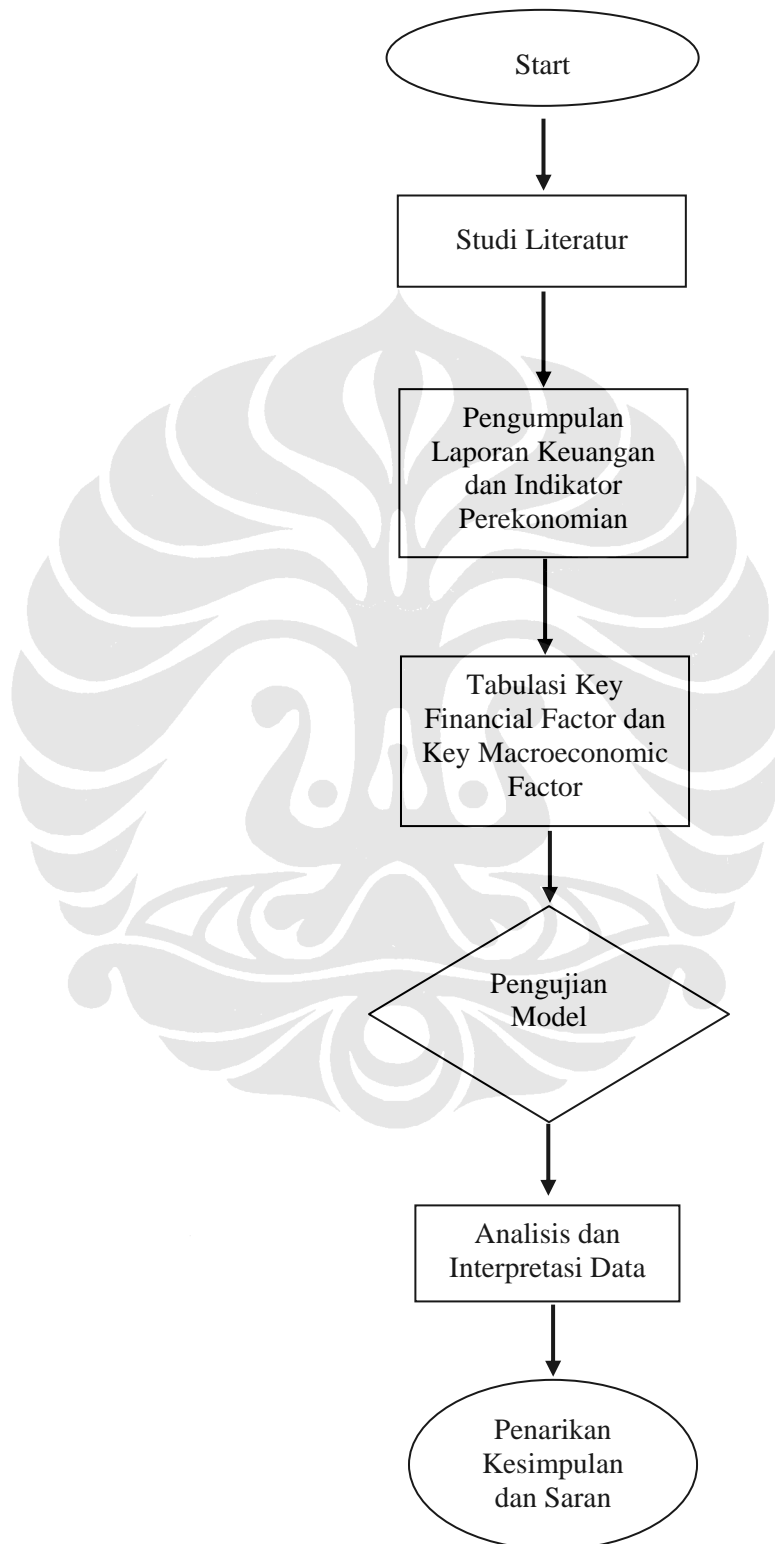 Start
Studi Literatur
Pengumpulan
Laporan Keuangan
dan Indikator
Perekonomian
Tabulasi Key
Financial Factor dan
Key Macroeconomic
Factor
Pengujian
Model
Analisis dan
Interpretasi Data
Penarikan
Kesimpulan
dan Saran